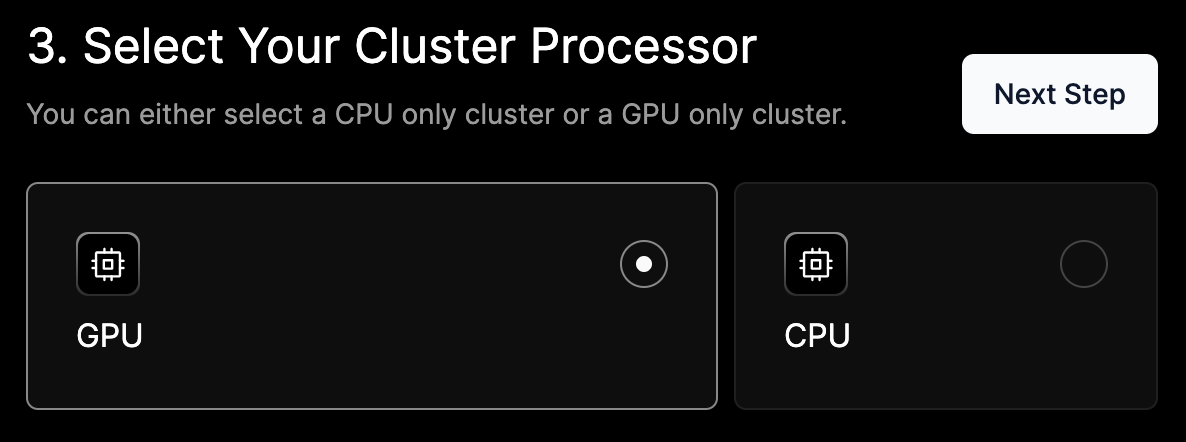 3. Select Your Cluster Processor
You can either select a CPU only cluster or a GPU only cluster.
Next Step
GPU
CPU